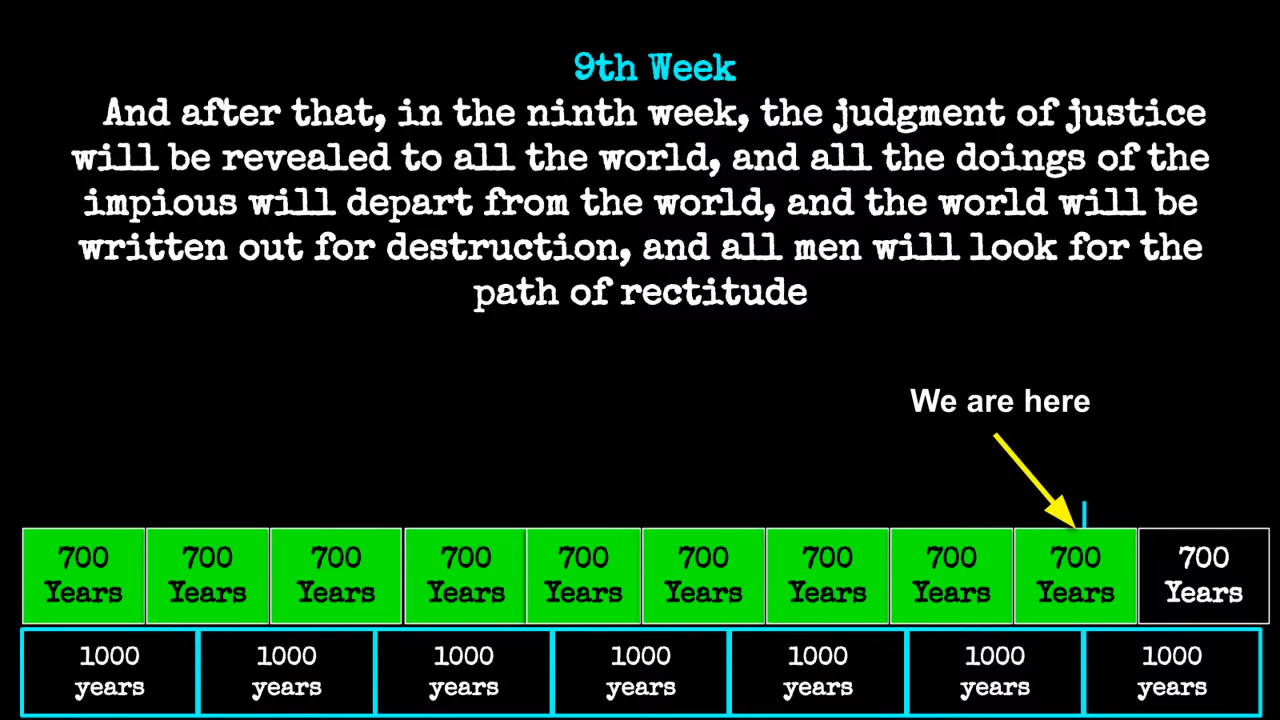 9th Week
And after that, in the ninth week, the judgment of justice
will be revealed to all the world, and all the doings of the
impious will depart from the world, and the world will be
written out for destruction, and all men will look for the
path of rectitude
We are here
700 700 700 700 700 700 700 700 700 700
Years Years Years Years Years Years Years Years Years Years
1000 1000 1000 1000 1000 1000 1000
years years years years years years years